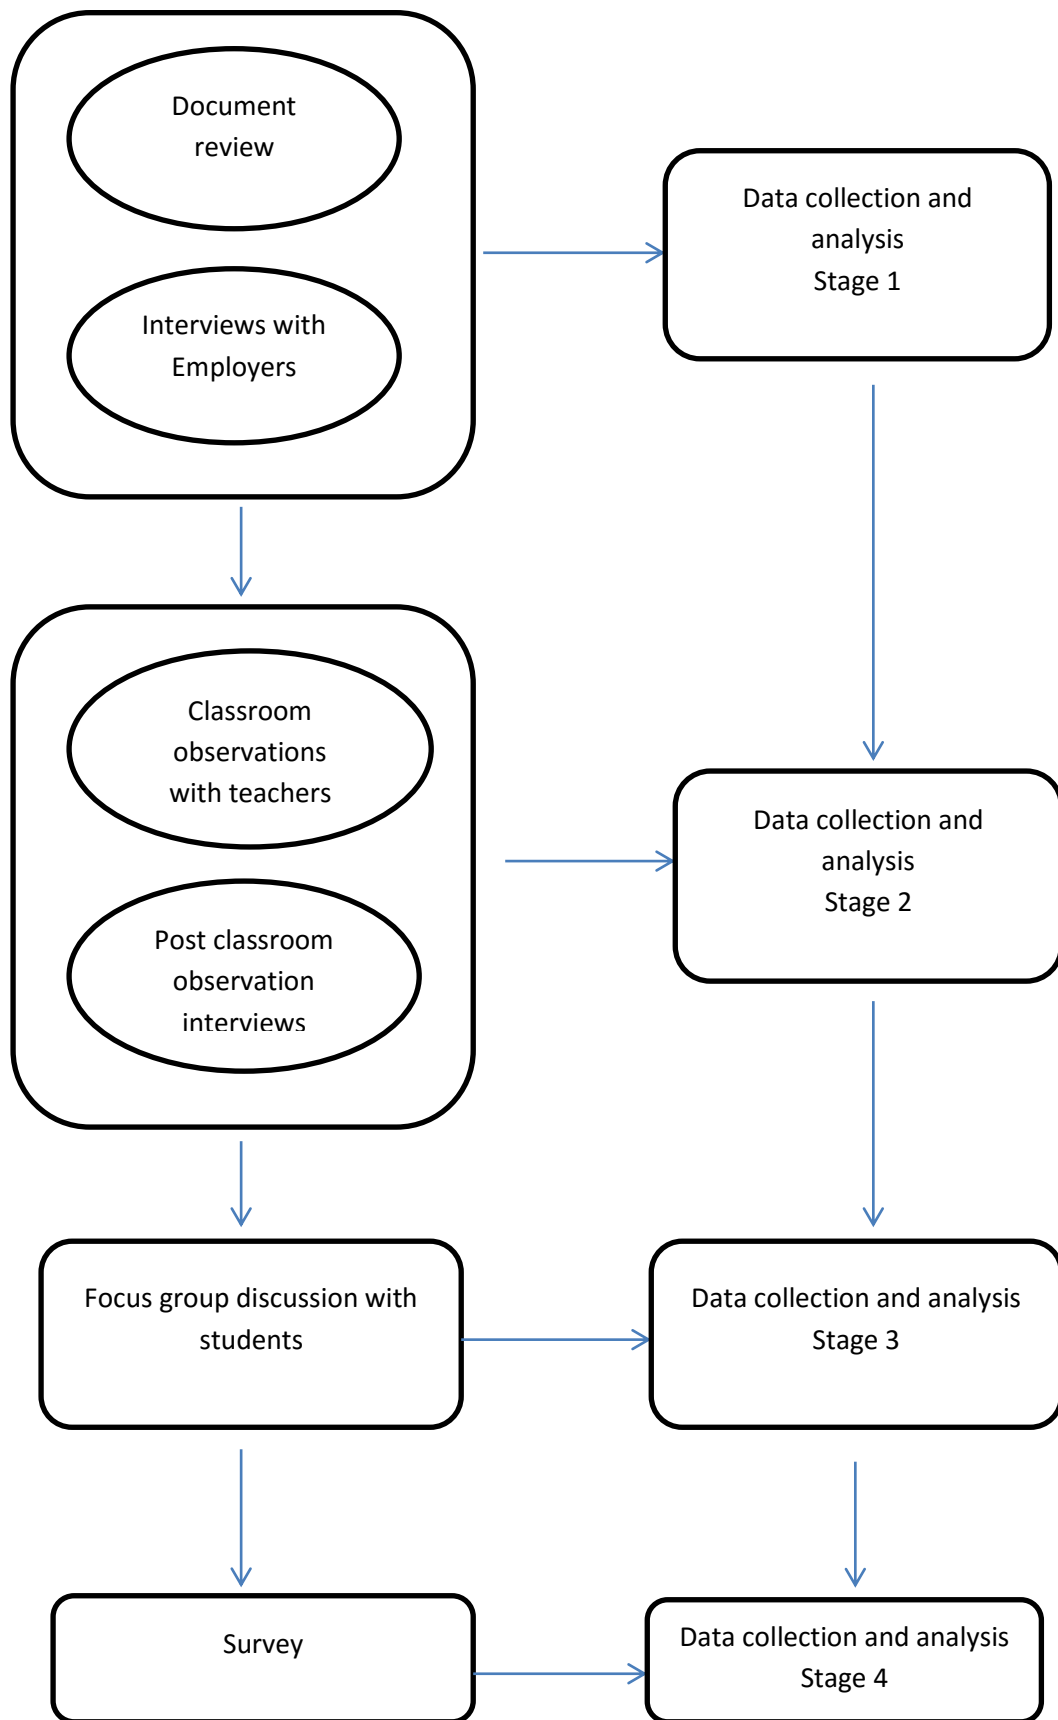 Document
review
Interviews with
Employers
Data collection and
analysis
Stage 1
Classroom
observations
with teachers
Post classroom
observation
interviews
Data collection and
analysis
Stage 2
Focus group discussion with
students
Data collection and analysis
Stage 3
Survey
Data collection and analysis
Stage 4